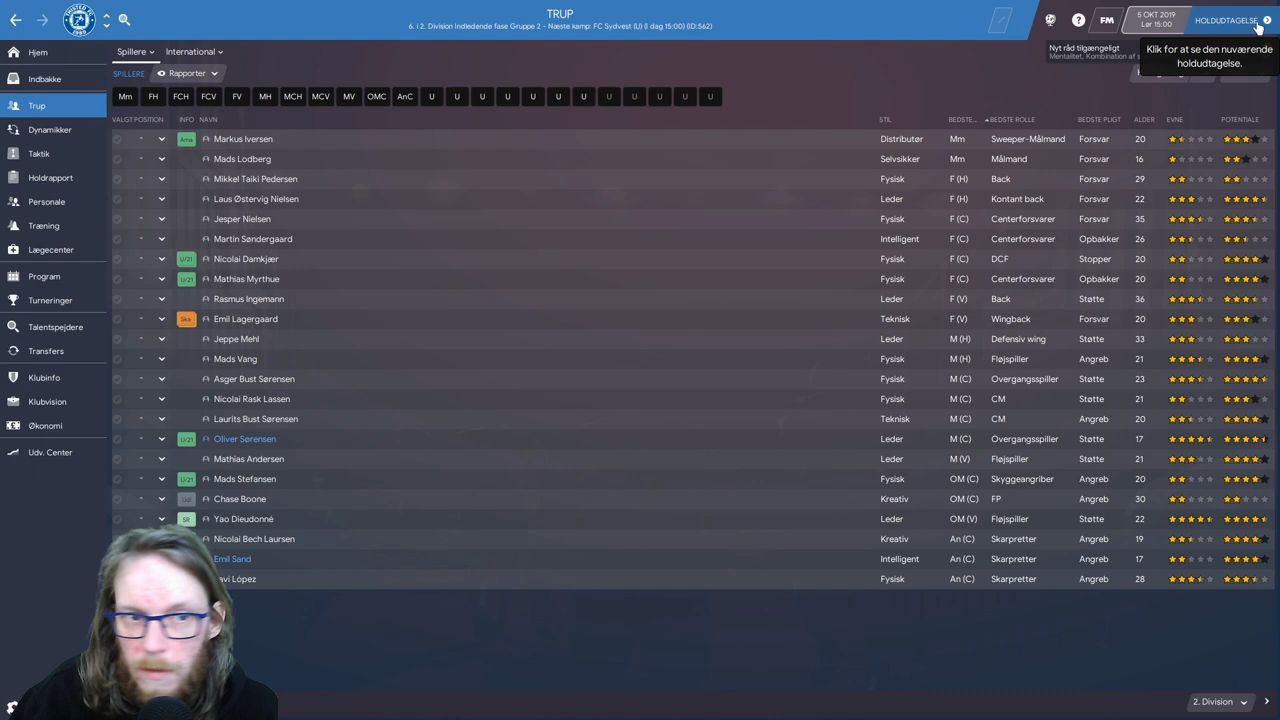 TRUP
6. i 2. Division Indledende fase Gruppe 2 - Næste kamp: FC Sydvest (U) (I dag 15:00) (ID:562)
FM
5 OKT 2019
Lør 15:00
HOLDUDTAGELSE
Nyt råd tilgængeligt
Mentalitet, Kombination af s
Klik for at se den nuværende
holdudtagelse.
Hjem
Indbakke
Trup
Dynamikker
Taktik
Holdrapport
Personale
Træning
Lægecenter
Program
Turneringer
Talentspejdere
Transfers
Klubinfo
Klubvision
Økonomi
Udv. Center
Spillere International
SPILLERE Rapporter
Mm FH FCH FCV FV MH MCH MCV MV OMC AnC U U U U U U U U U U U U
VALGT POSITION INFO NAVN STIL BEDSTE... BEDSTE ROLLE BEDSTE PLIGT ALDER EVNE POTENTIALE
- Ama Markus Iversen Distributør Mm Sweeper-Målmand Forsvar 20
- Mads Lodberg Selvsikker Mm Målmand Forsvar 16
- Mikkel Taiki Pedersen Fysisk F (H) Back Forsvar 29
- Laus Østervig Nielsen Leder F (H) Kontant back Forsvar 22
- Jesper Nielsen Fysisk F (C) Centerforsvarer Forsvar 35
- Martin Søndergaard Intelligent F (C) Centerforsvarer Opbakker 26
- U/21 Nicolai Damkjær Fysisk F (C) DCF Stopper 20
- U/21 Mathias Myrthue Fysisk F (C) Centerforsvarer Opbakker 20
- Rasmus Ingemann Leder F (V) Back Støtte 36
- Ska Emil Lagergaard Teknisk F (V) Wingback Forsvar 20
- Jeppe Mehl Leder M (H) Defensiv wing Støtte 33
- Mads Vang Fysisk M (H) Fløjspiller Angreb 21
- Asger Bust Sørensen Fysisk M (C) Overgangsspiller Støtte 23
- Nicolai Rask Lassen Fysisk M (C) CM Støtte 21
- Laurits Bust Sørensen Teknisk M (C) CM Angreb 20
- U/21 Oliver Sørensen Leder M (C) Overgangsspiller Støtte 17
- Mathias Andersen Leder M (V) Fløjspiller Støtte 21
- U/21 Mads Stefansen Fysisk OM (C) Skyggeangriber Angreb 20
- Udt Chase Boone Kreativ OM (C) FP Angreb 30
- SR Yao Dieudonné Leder OM (V) Fløjspiller Støtte 22
- Nicolai Bech Laursen Kreativ An (C) Skarpretter Angreb 19
Emil Sand Intelligent An (C) Skarpretter Angreb 17
avi López Fysisk An (C) Skarpretter Angreb 28
2. Division